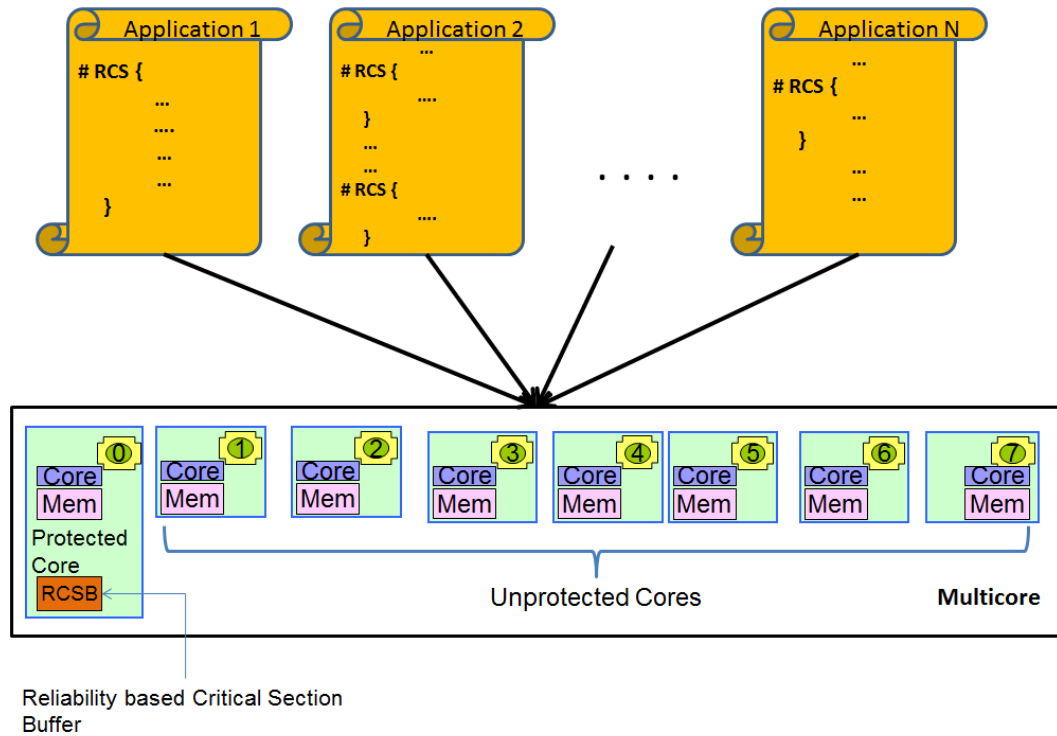 Application 1
# RCS {
...
....
...
...
}
Application 2
...
# RCS {
....
}
...
...
# RCS {
....
}
. . . .
Application N
...
# RCS {
...
}
...
...
0
Core
Mem
Protected
Core
RCSB
1
Core
Mem
2
Core
Mem
3
Core
Mem
4
Core
Mem
5
Core
Mem
6
Core
Mem
7
Core
Mem
Unprotected Cores
Multicore
Reliability based Critical Section
Buffer